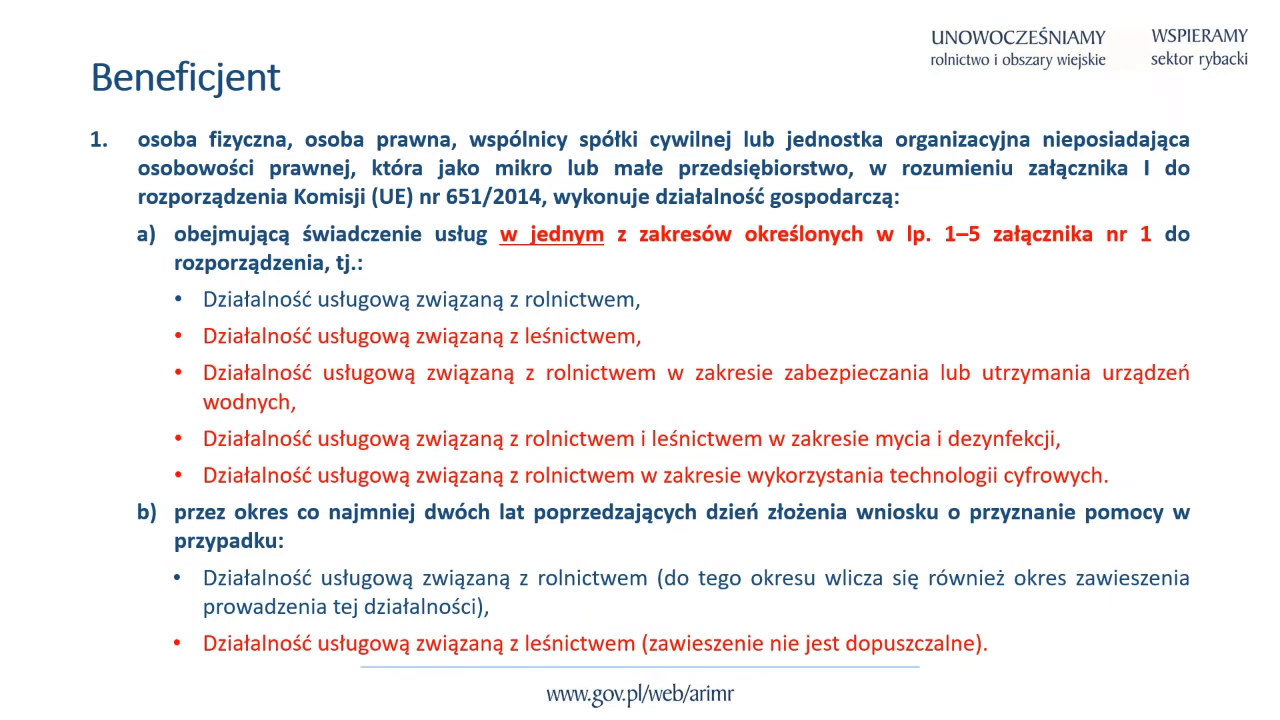 UNOWOCZEŚNIAMY
rolnictwo i obszary wiejskie
WSPIERAMY
sektor rybacki
Beneficjent
1. osoba fizyczna, osoba prawna, wspólnicy spółki cywilnej lub jednostka organizacyjna nieposiadająca
osobowości prawnej, która jako mikro lub małe przedsiębiorstwo, w rozumieniu załącznika I do
rozporządzenia Komisji (UE) nr 651/2014, wykonuje działalność gospodarczą:
a) obejmującą świadczenie usług w jednym z zakresów określonych w lp. 1–5 załącznika nr 1 do
rozporządzenia, tj.:
• Działalność usługową związaną z rolnictwem,
• Działalność usługową związaną z leśnictwem,
• Działalność usługową związaną z rolnictwem w zakresie zabezpieczania lub utrzymania urządzeń
wodnych,
• Działalność usługową związaną z rolnictwem i leśnictwem w zakresie mycia i dezynfekcji,
• Działalność usługową związaną z rolnictwem w zakresie wykorzystania technologii cyfrowych.
b) przez okres co najmniej dwóch lat poprzedzających dzień złożenia wniosku o przyznanie pomocy w
przypadku:
• Działalność usługową związaną z rolnictwem (do tego okresu wlicza się również okres zawieszenia
prowadzenia tej działalności),
• Działalność usługową związaną z leśnictwem (zawieszenie nie jest dopuszczalne).
www.gov.pl/web/arimr